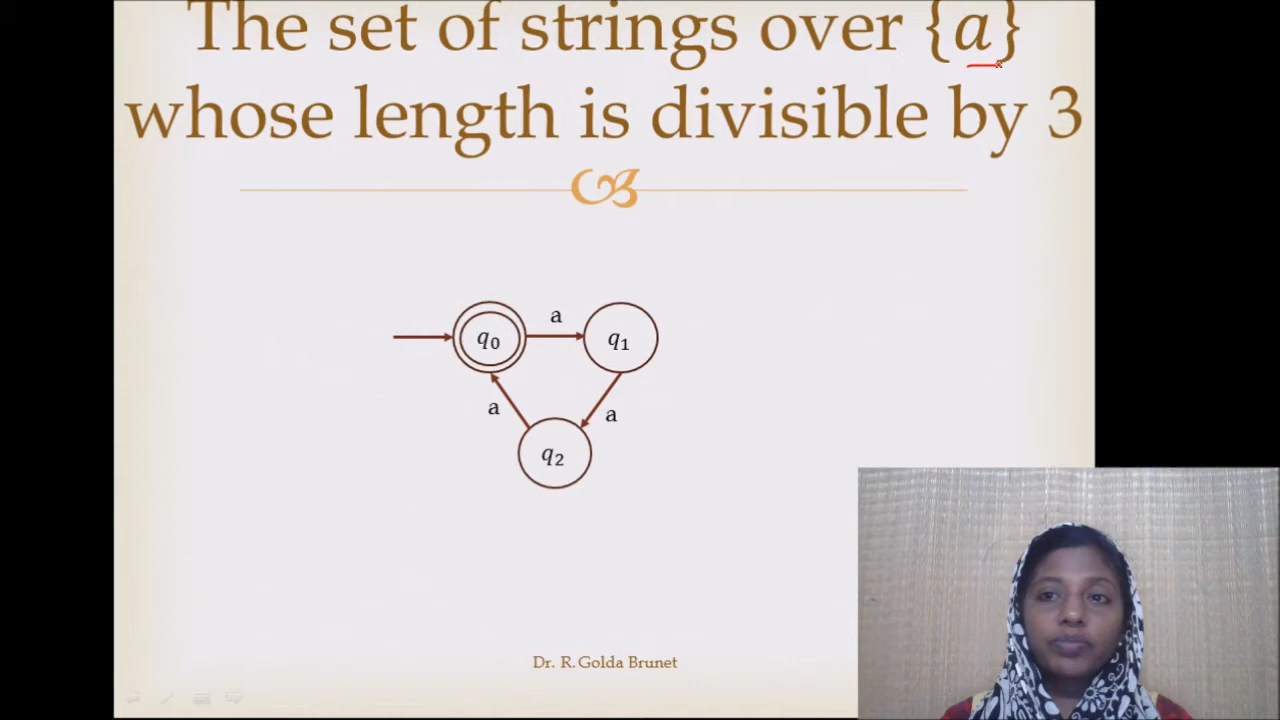 The set of strings over {a}
whose length is divisible by 3
a
q₀
q₁
a
a
q₂
Dr. R. Golda Brunet